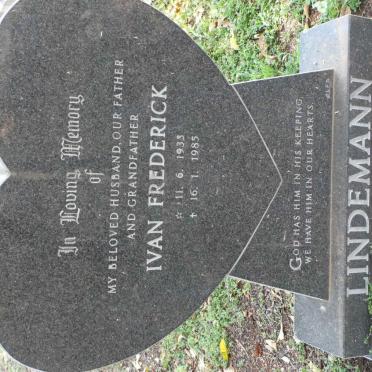 In Loving Memory
of
MY BELOVED HUSBAND, OUR FATHER
AND GRANDFATHER
IVAN FREDERICK
☆ 11. 6. 1933
✝ 16. 1. 1985
GOD HAS HIM IN HIS KEEPING
WE HAVE HIM IN OUR HEARTS.
LINDEMANN